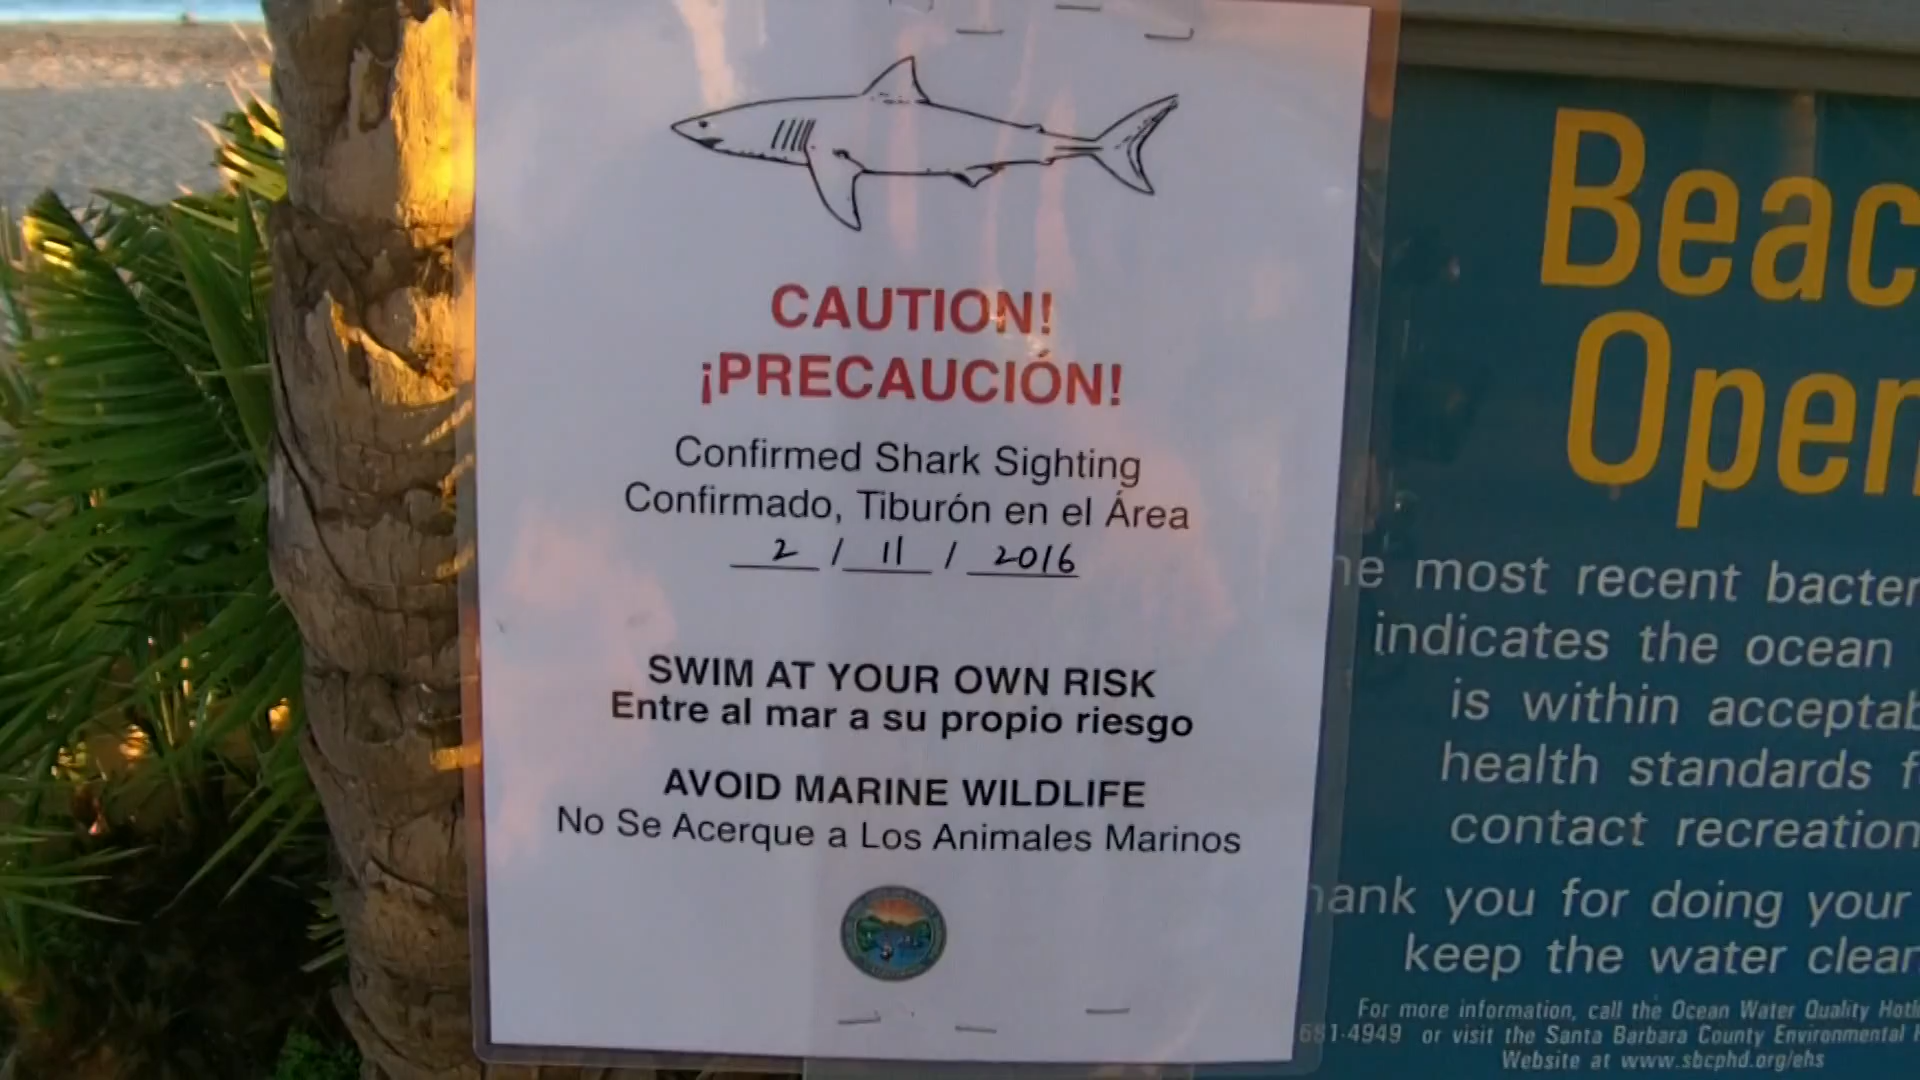 CAUTION!
¡PRECAUCIÓN!
Confirmed Shark Sighting
Confirmado, Tiburón en el Área
2 / 11 / 2016
SWIM AT YOUR OWN RISK
Entre al mar a su propio riesgo
AVOID MARINE WILDLIFE
No Se Acerque a Los Animales Marinos
Beac
Open
he most recent bacter
indicates the ocean
is within acceptab
health standards f
contact recreation
hank you for doing your
keep the water clean
For more information, call the Ocean Water Quality Hotli
681-4949 or visit the Santa Barbara County Environmental H
Website at www.sbcphd.org/ehs